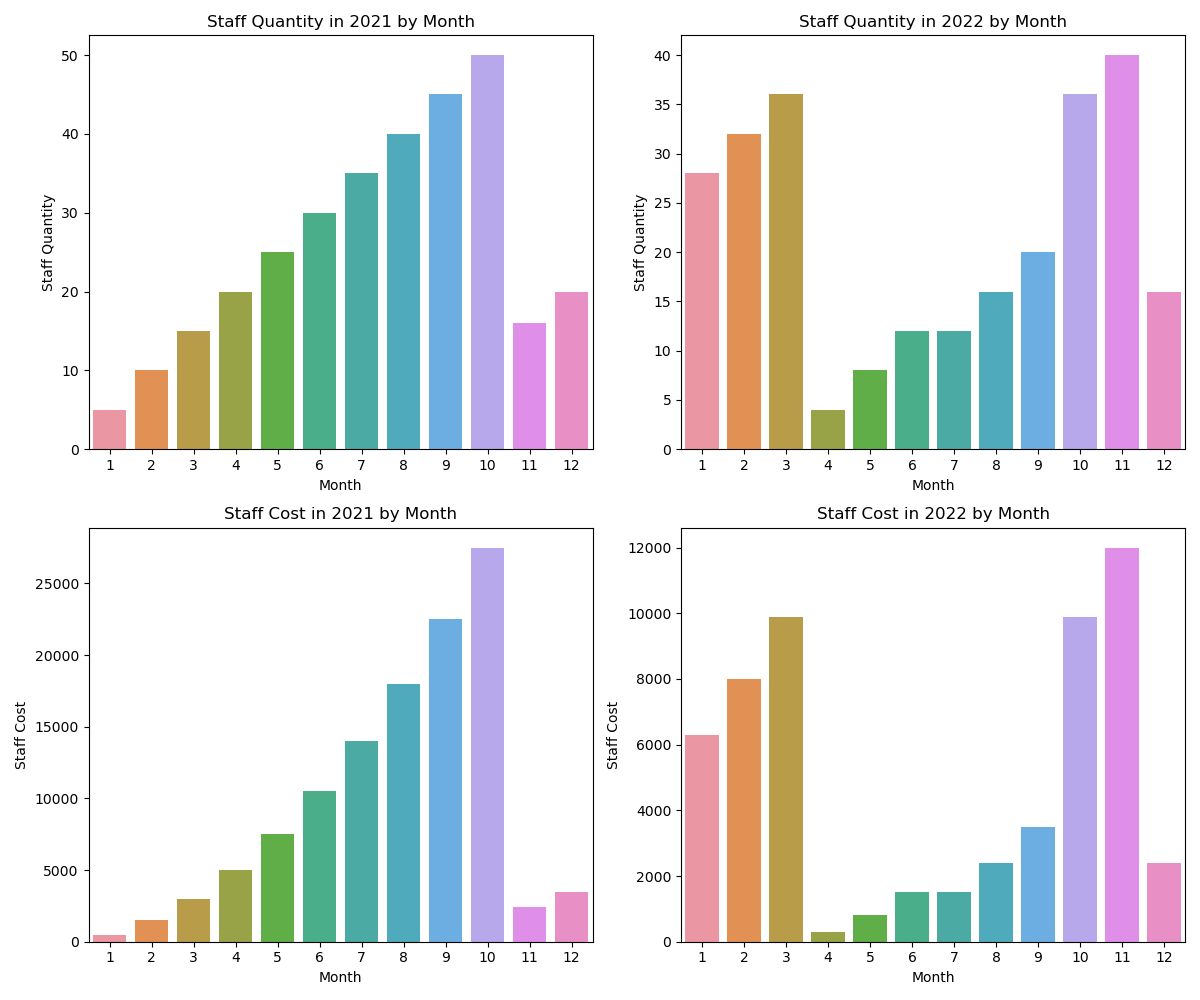 Staff Quantity in 2021 by Month
Staff Quantity
50
40
30
20
10
0
1 2 3 4 5 6 7 8 9 10 11 12
Month
Staff Quantity in 2022 by Month
Staff Quantity
40
35
30
25
20
15
10
5
0
1 2 3 4 5 6 7 8 9 10 11 12
Month
Staff Cost in 2021 by Month
Staff Cost
25000
20000
15000
10000
5000
0
1 2 3 4 5 6 7 8 9 10 11 12
Month
Staff Cost in 2022 by Month
Staff Cost
12000
10000
8000
6000
4000
2000
0
1 2 3 4 5 6 7 8 9 10 11 12
Month